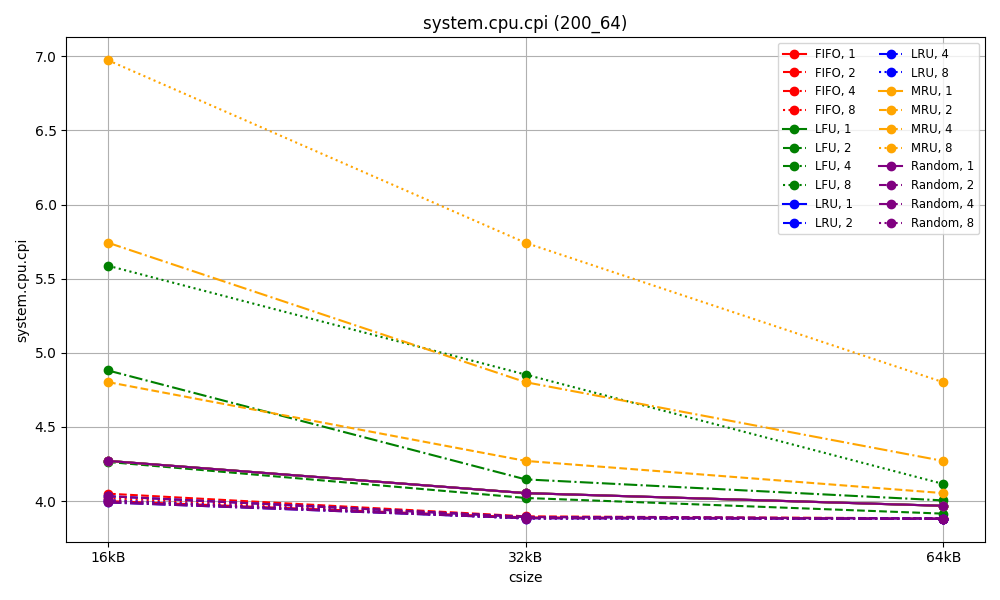 system.cpu.cpi (200_64)
system.cpu.cpi
7.0
6.5
6.0
5.5
5.0
4.5
4.0
16kB
32kB
64kB
csize
FIFO, 1
FIFO, 2
FIFO, 4
FIFO, 8
LFU, 1
LFU, 2
LFU, 4
LFU, 8
LRU, 1
LRU, 2
LRU, 4
LRU, 8
MRU, 1
MRU, 2
MRU, 4
MRU, 8
Random, 1
Random, 2
Random, 4
Random, 8